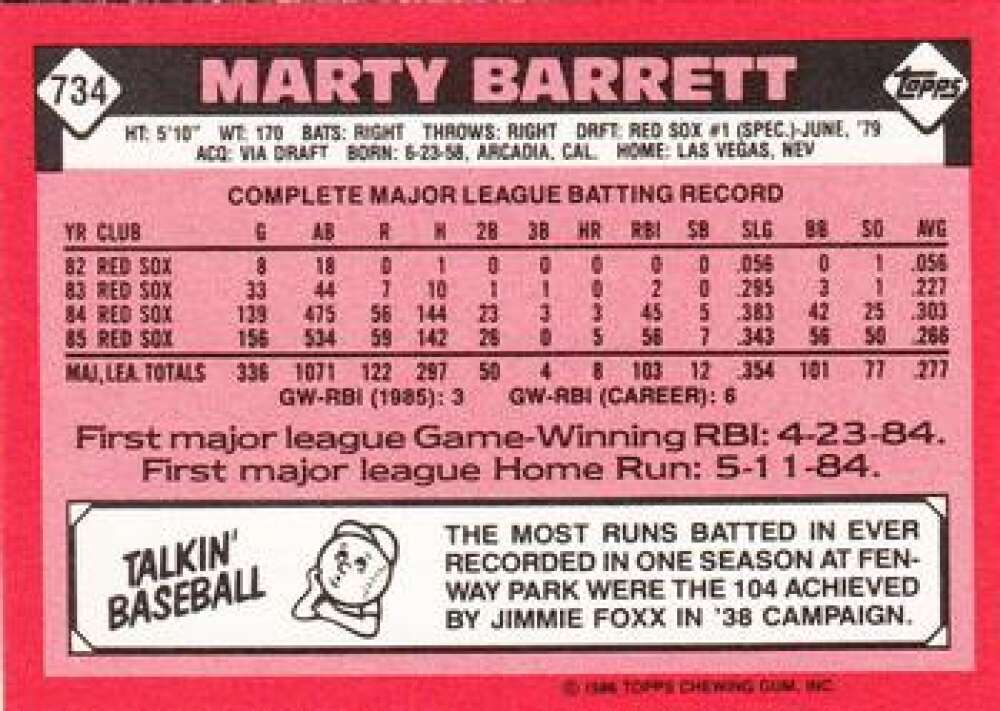 734
MARTY BARRETT
TOPPS
HT: 5'10" WT: 170 BATS: RIGHT THROWS: RIGHT DRFT: RED SOX #1 (SPEC.)-JUNE, '79
ACQ: VIA DRAFT BORN: 6-23-58, ARCADIA, CAL. HOME: LAS VEGAS, NEV
COMPLETE MAJOR LEAGUE BATTING RECORD
YR CLUB G AB R H 2B 3B HR RBI SB SLG BB SO AVG
82 RED SOX 8 18 0 1 0 0 0 0 0 .056 0 1 .056
83 RED SOX 33 44 7 10 1 1 0 2 0 .295 3 1 .227
84 RED SOX 139 475 56 144 23 3 3 45 5 .383 42 25 .303
85 RED SOX 156 534 59 142 26 0 5 56 7 .343 56 50 .266
MAJ. LEA. TOTALS 336 1071 122 297 50 4 8 103 12 .354 101 77 .277
GW-RBI (1985): 3 GW-RBI (CAREER): 6
First major league Game-Winning RBI: 4-23-84.
First major league Home Run: 5-11-84.
TALKIN'
BASEBALL
THE MOST RUNS BATTED IN EVER
RECORDED IN ONE SEASON AT FEN-
WAY PARK WERE THE 104 ACHIEVED
BY JIMMIE FOXX IN '38 CAMPAIGN.
© 1986 TOPPS CHEWING GUM, INC.